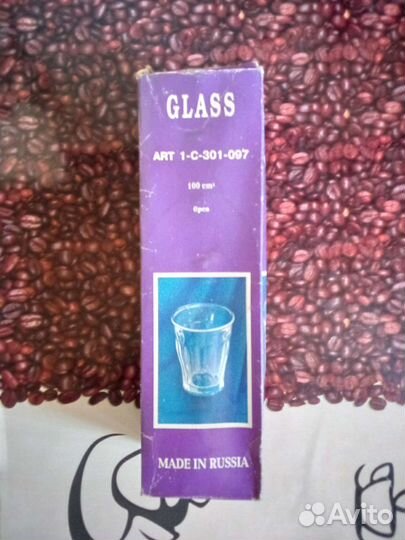 GLASS
ART 1-C-301-097
100 cm³
6pcs
MADE IN RUSSIA
Avito